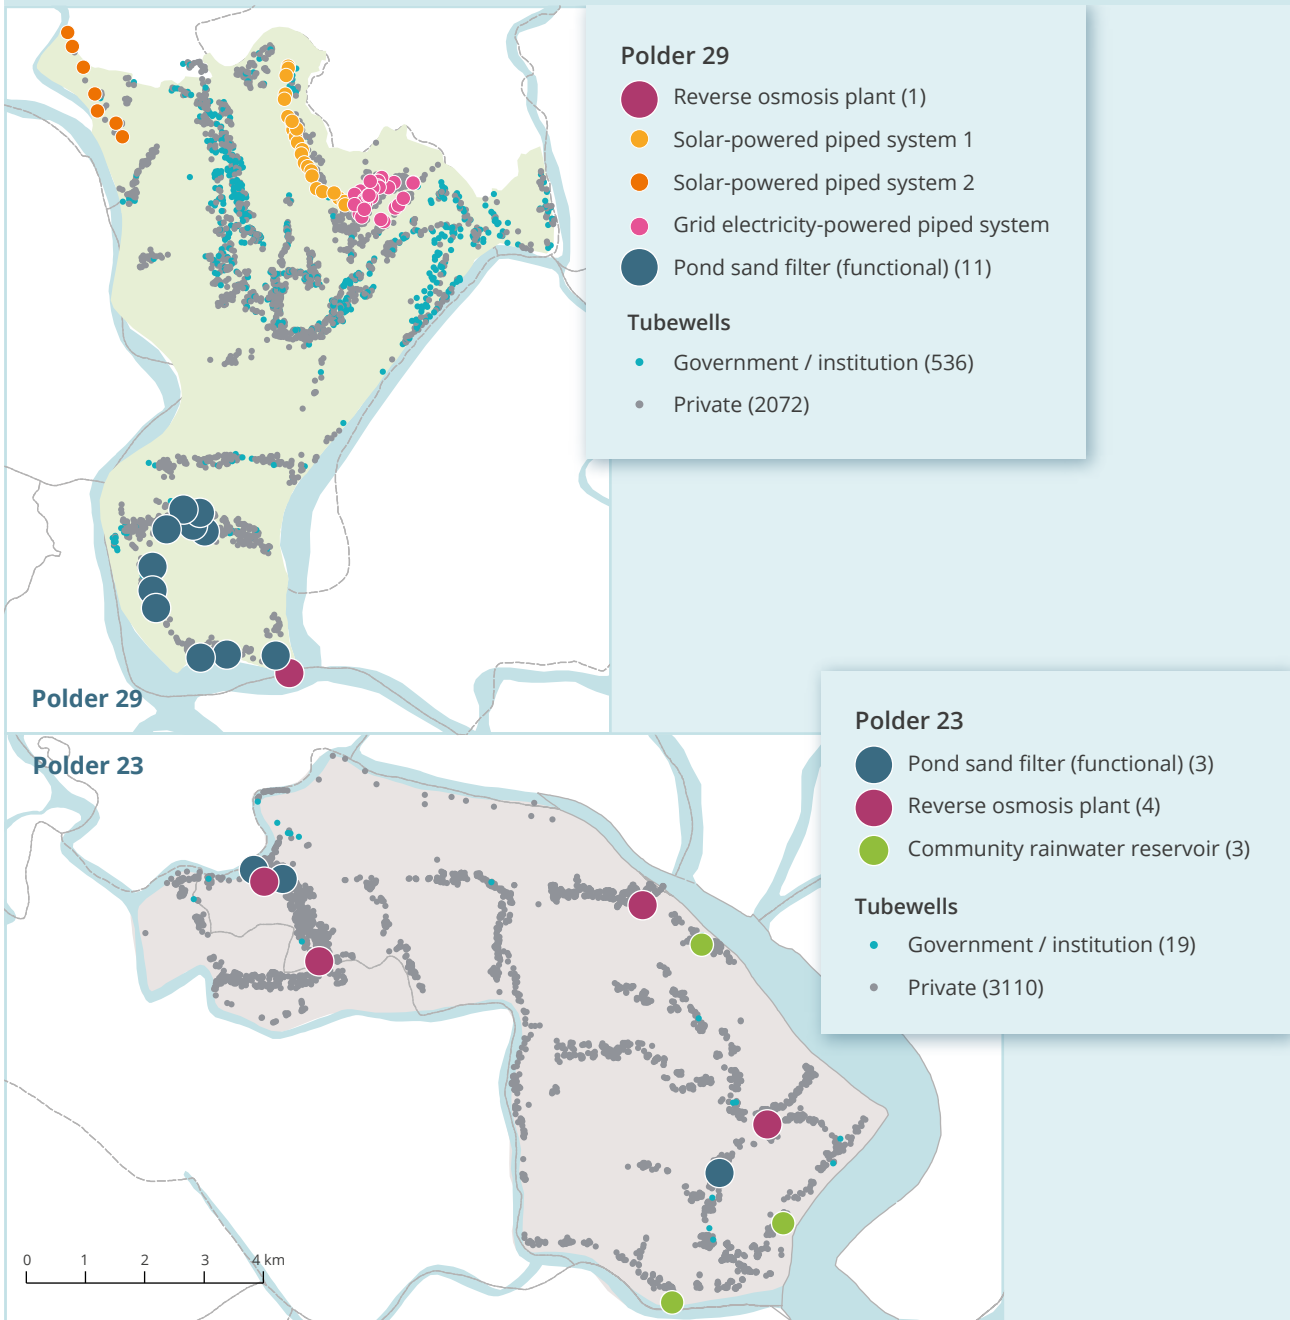 Polder 29
Reverse osmosis plant (1)
Solar-powered piped system 1
Solar-powered piped system 2
Grid electricity-powered piped system
Pond sand filter (functional) (11)
Tubewells
Government / institution (536)
Private (2072)
Polder 29
Polder 23
Polder 23
Pond sand filter (functional) (3)
Reverse osmosis plant (4)
Community rainwater reservoir (3)
Tubewells
Government / institution (19)
Private (3110)
0 1 2 3 4 km